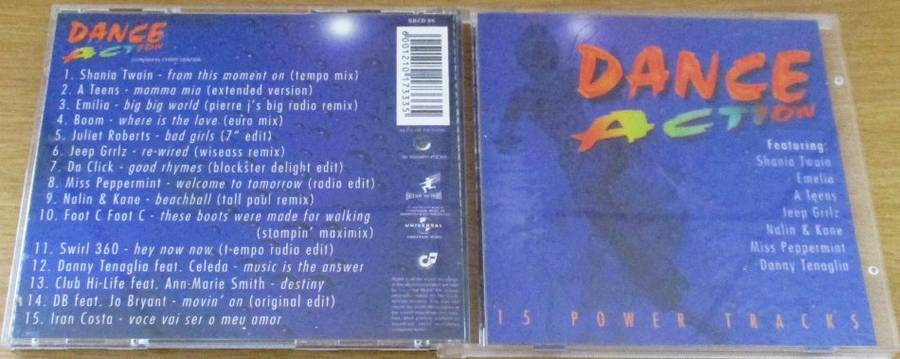 DANCE
ACTION
1. Shania Twain - from this moment on (tempo mix)
2. A Teens - mamma mia (extended version)
3. Emilia - big big world (pierre j's big radio remix)
4. Boom - where is the love (euro mix)
5. Juliet Roberts - bad girls (7" edit)
6. Jeep Grrlz - re-wired (wiseass remix)
7. Da Click - good rhymes (blockster delight edit)
8. Miss Peppermint - welcome to tomorrow (radio edit)
9. Nalin & Kane - beachball (tall paul remix)
10. Foot C Foot C - these boots were made for walking
(stompin' maximix)
11. Swirl 360 - hey now now (t-empo radio edit)
12. Danny Tenaglia feat. Celeda - music is the answer
13. Club Hi-Life feat. Ann-Marie Smith - destiny
14. DB feat. Jo Bryant - movin' on (original edit)
15. Iran Costa - voce vai ser o meu amor
UNIVERSAL
DANCE
ACTION
Featuring:
Shania Twain
Emelia
A Teens
Jeep Grrlz
Nalin & Kane
Miss Peppermint
Danny Tenaglia
15 POWER TRACKS